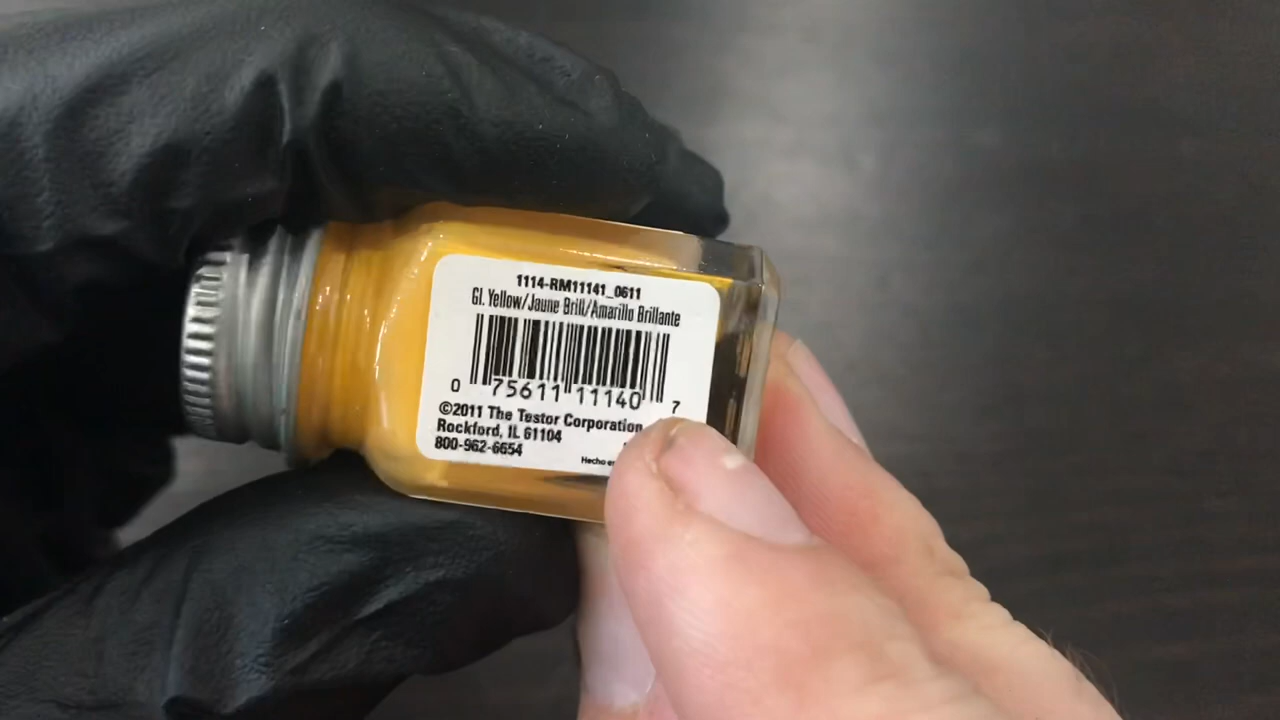 1114-RM11141_0611
Gl. Yellow/Jaune Brill/Amarillo Brillante
0 75611 11140 7
©2011 The Testor Corporation
Rockford, IL 61104
800-962-6654
Hecho